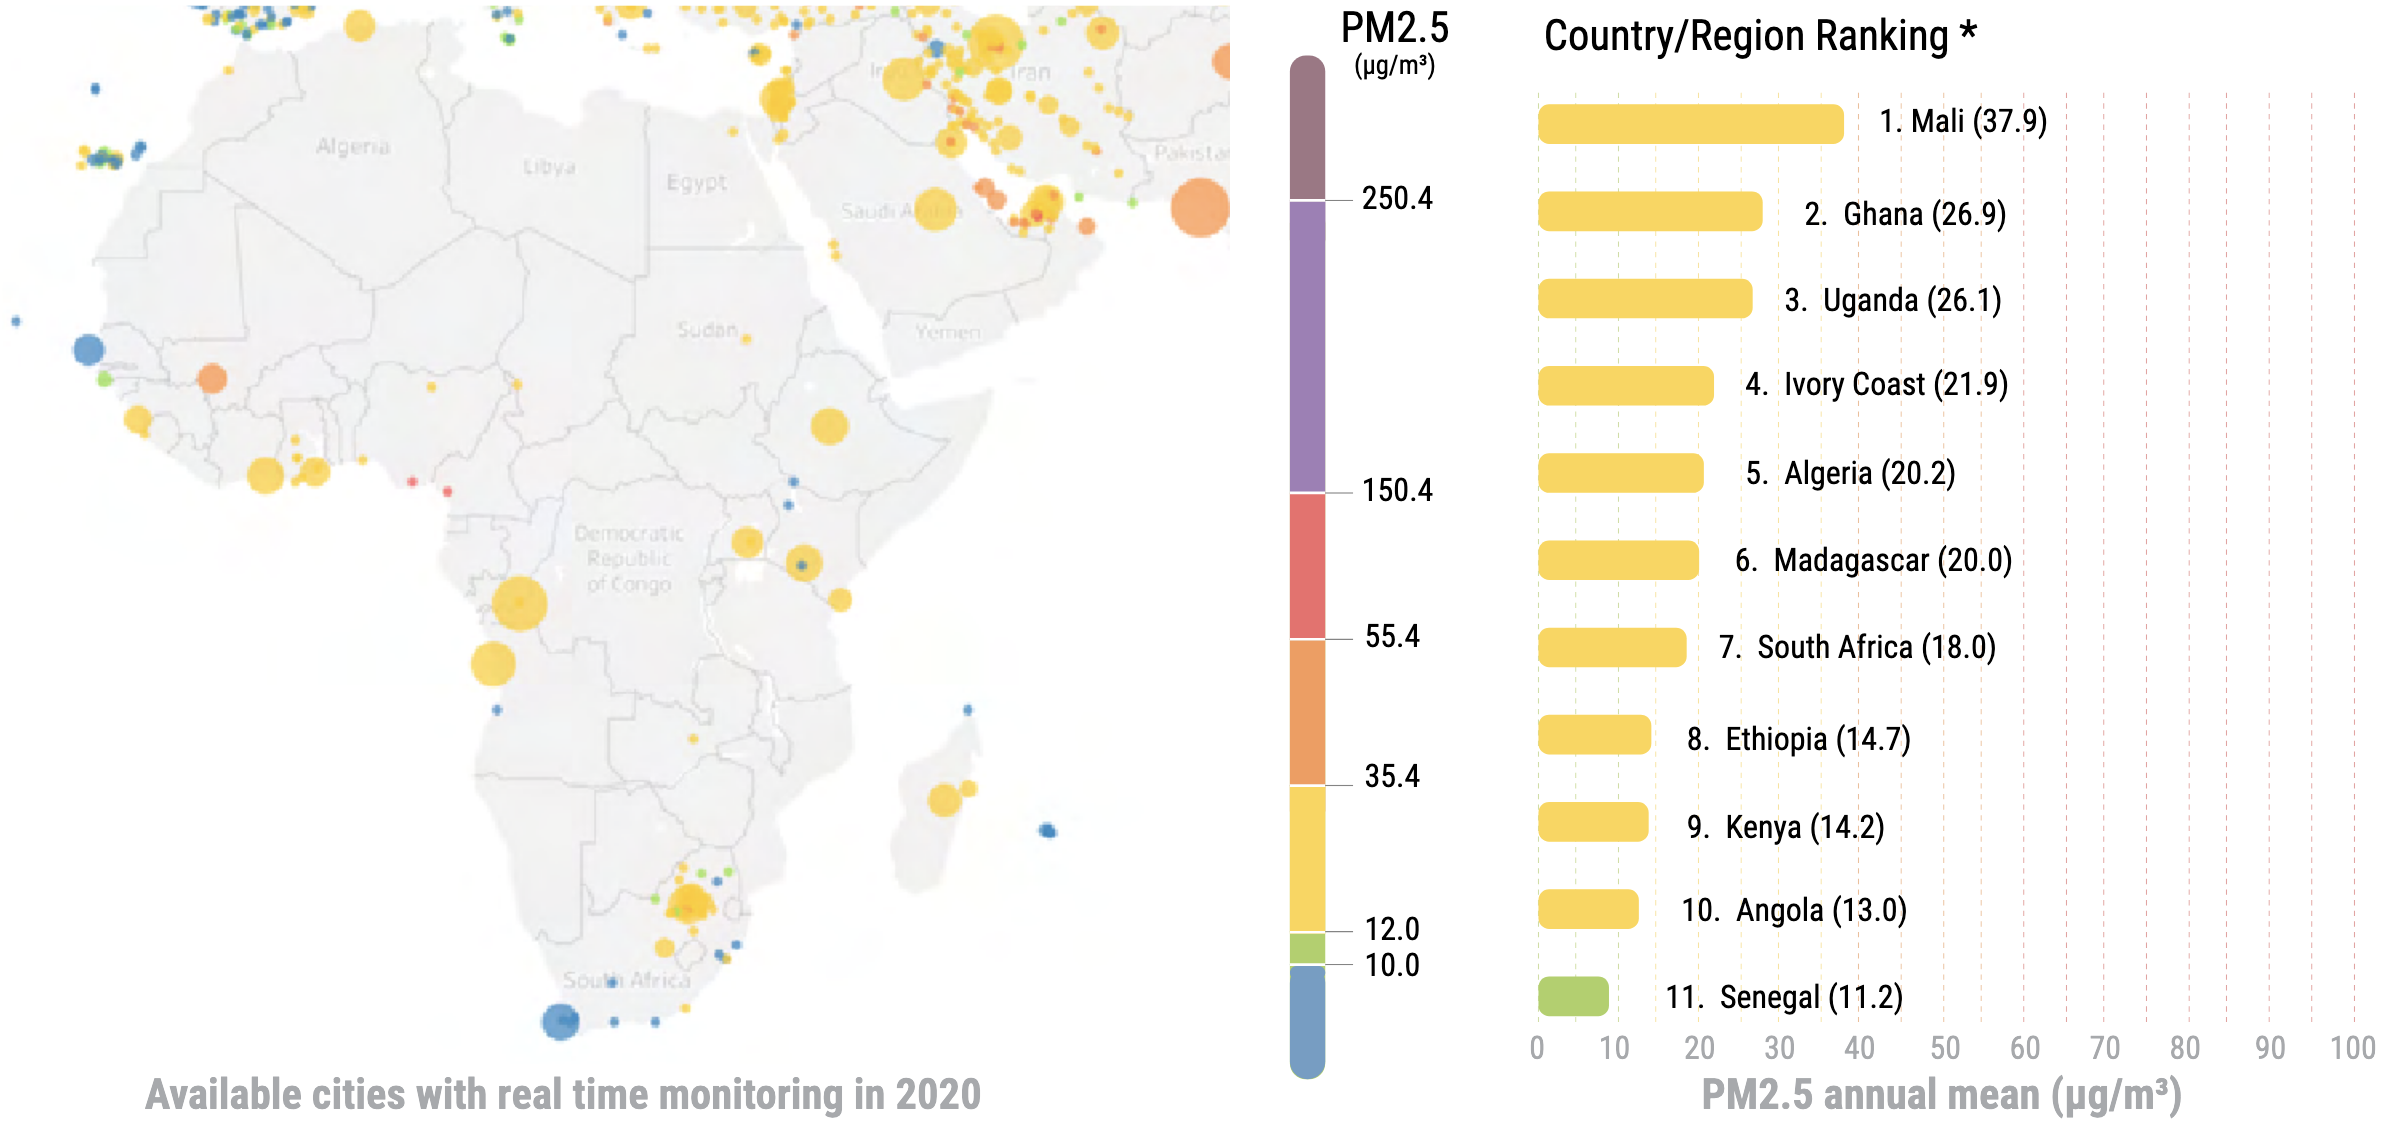 Algeria
Libya
Egypt
Iraq
Iran
Pakistan
Saudi Arabia
Sudan
Yemen
Democratic
Republic
of Congo
South Africa
Available cities with real time monitoring in 2020
PM2.5
(µg/m³)
250.4
150.4
55.4
35.4
12.0
10.0
Country/Region Ranking *
1. Mali (37.9)
2. Ghana (26.9)
3. Uganda (26.1)
4. Ivory Coast (21.9)
5. Algeria (20.2)
6. Madagascar (20.0)
7. South Africa (18.0)
8. Ethiopia (14.7)
9. Kenya (14.2)
10. Angola (13.0)
11. Senegal (11.2)
0 10 20 30 40 50 60 70 80 90 100
PM2.5 annual mean (µg/m³)